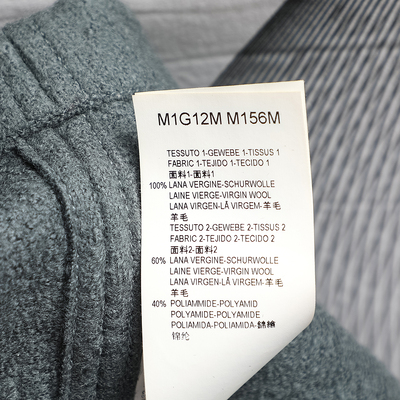 M1G12M M156M
TESSUTO 1-GEWEBE 1-TISSUS 1
FABRIC 1-TEJIDO 1-TECIDO 1
面料1-面料1
100% LANA VERGINE-SCHURWOLLE
LAINE VIERGE-VIRGIN WOOL
LANA VIRGEN-LÃ VIRGEM-羊毛
羊毛
TESSUTO 2-GEWEBE 2-TISSUS 2
FABRIC 2-TEJIDO 2-TECIDO 2
面料2-面料2
60% LANA VERGINE-SCHURWOLLE
LAINE VIERGE-VIRGIN WOOL
LANA VIRGEN-LÃ VIRGEM-羊毛
羊毛
40% POLIAMMIDE-POLYAMID
POLYAMIDE-POLYAMIDE
POLIAMIDA-POLIAMIDA-錦綸
锦纶